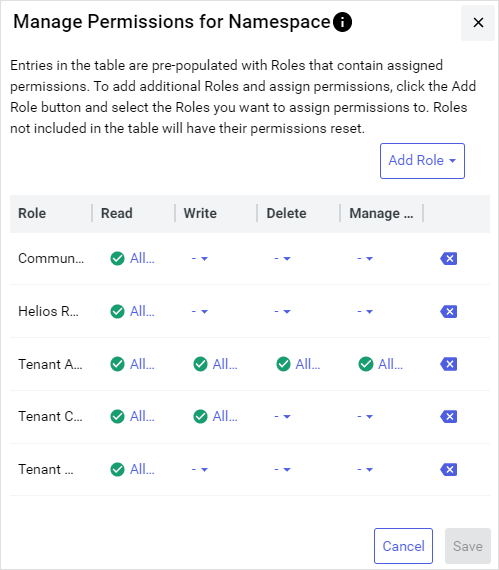 Manage Permissions for Namespace
Entries in the table are pre-populated with Roles that contain assigned
permissions. To add additional Roles and assign permissions, click the Add
Role button and select the Roles you want to assign permissions to. Roles
not included in the table will have their permissions reset.
Add Role
Role Read Write Delete Manage ...
Commun... All... - - -
Helios R... All... - - -
Tenant A... All... All... All... All...
Tenant C... All... All... - -
Tenant ... All... - - -
Cancel Save